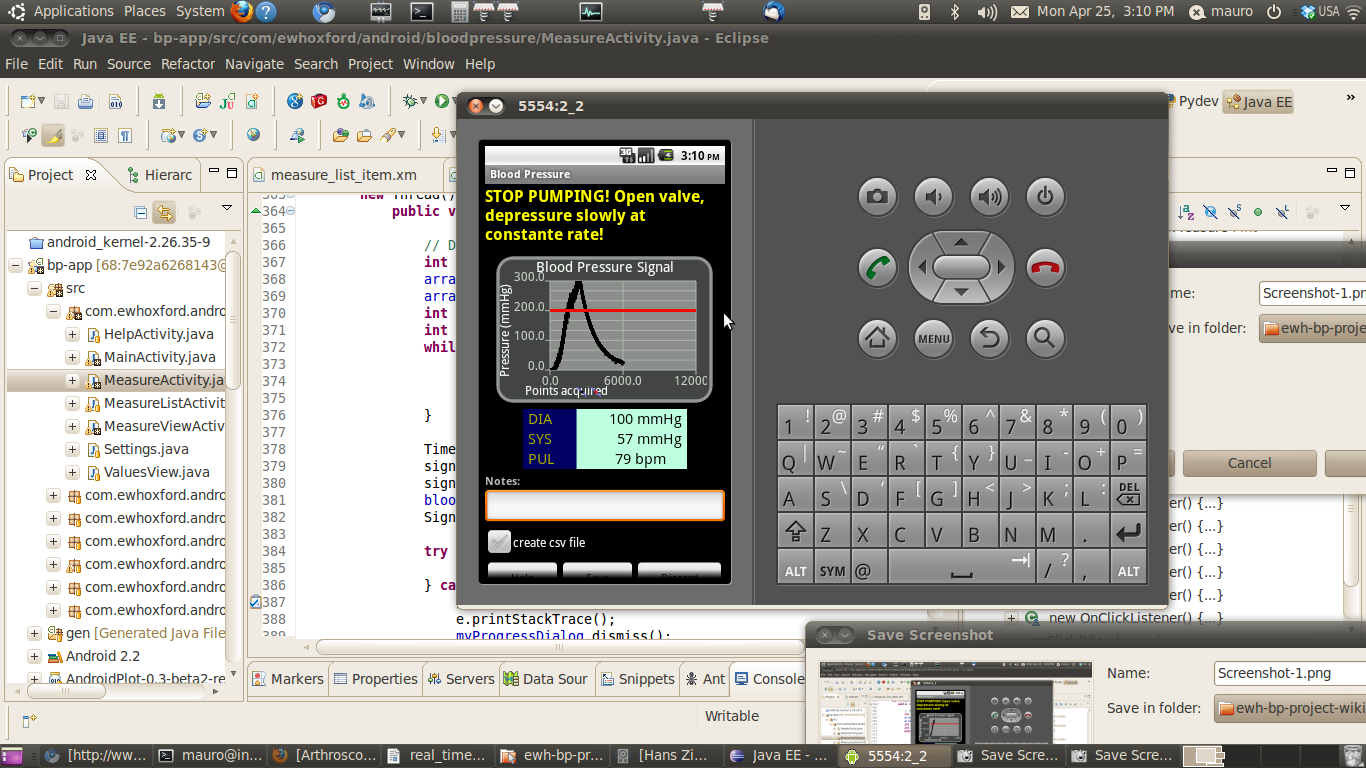 Applications Places System
USA
Mon Apr 25, 3:10 PM
mauro
Java EE - bp-app/src/com/ewhoxford/android/bloodpressure/MeasureActivity.java - Eclipse
File Edit Run Source Refactor Navigate Search Project Window Help
Pydev
Java EE
Project
Hierarc
measure_list_item.xm
android_kernel-2.26.35-9
bp-app [68:7e92a6268143@
src
com.ewhoxford.andro
HelpActivity.java
MainActivity.java
MeasureActivity.ja
MeasureListActivit
MeasureViewActiv
Settings.java
ValuesView.java
com.ewhoxford.andro
com.ewhoxford.andro
com.ewhoxford.andro
com.ewhoxford.andro
com.ewhoxford.andro
com.ewhoxford.andro
gen [Generated Java File
Android 2.2
AndroidPlot-0.3-beta2-re
new Thread()
364 public v
365
366 // D
367 int
368 arra
369 arra
370 int
371 int
372 whil
373
374
375
376 }
377
378 Time
379 sign
380 sign
381 bloo
382 Sign
383
384 try
385
386 } ca
387
388 e.printStackTrace();
389 myProgressDialog.dismiss();
5554:2_2
3G
3:10 PM
Blood Pressure
STOP PUMPING! Open valve,
depressure slowly at
constante rate!
Blood Pressure Signal
Pressure (mmHg)
300.0
200.0
100.0
0.0
0.0 6000.0 12000
Points acquired
DIA 100 mmHg
SYS 57 mmHg
PUL 79 bpm
Notes:
create csv file
Help Save Discard
MENU
1 ! 2 @ 3 # 4 $ 5 % 6 ^ 7 & 8 * 9 ( 0 )
Q | W ~ E " R ` T { Y } U _ I - O + P =
A S \ D ' F [ G ] H < J > K ; L : DEL
Z X C V B N M .
ALT SYM @ / ? , ALT
me:
Screenshot-1.pn
ve in folder:
ewh-bp-proje
Cancel
er() {...}
er() {...}
er() {...}
er() {...}
er() {...}
er() {...}
new OnClickListener() {...}
Markers Properties Servers Data Sour Snippets Ant Console
Writable
Save Screenshot
Name: Screenshot-1.png
Save in folder: ewh-bp-project-wiki
[http://ww...
mauro@in...
[Arthrosco...
real_time...
ewh-bp-pr...
[Hans Zi...
Java EE - ...
5554:2_2
Save Scre...
Save Scre...